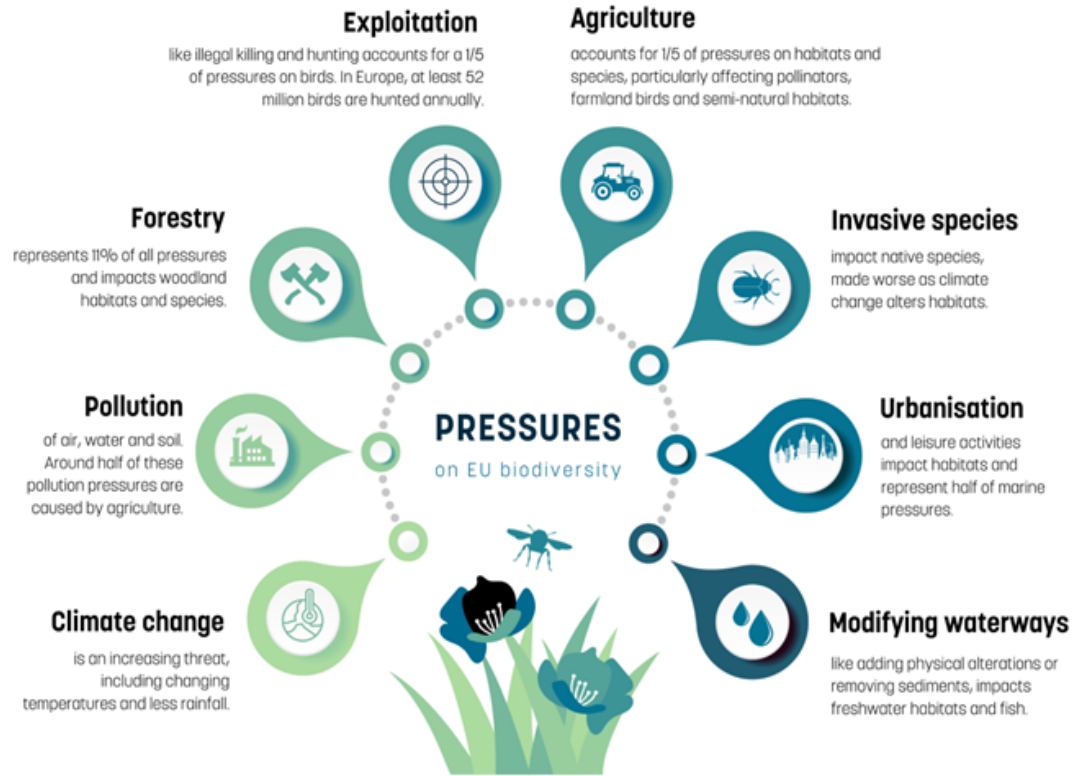 Exploitation
like illegal killing and hunting accounts for a 1/5
of pressures on birds. In Europe, at least 52
million birds are hunted annually.
Agriculture
accounts for 1/5 of pressures on habitats and
species, particularly affecting pollinators,
farmland birds and semi-natural habitats.
Forestry
represents 11% of all pressures
and impacts woodland
habitats and species.
Invasive species
impact native species,
made worse as climate
change alters habitats.
Pollution
of air, water and soil.
Around half of these
pollution pressures are
caused by agriculture.
PRESSURES
on EU biodiversity
Urbanisation
and leisure activities
impact habitats and
represent half of marine
pressures.
Climate change
is an increasing threat,
including changing
temperatures and less rainfall.
Modifying waterways
like adding physical alterations or
removing sediments, impacts
freshwater habitats and fish.